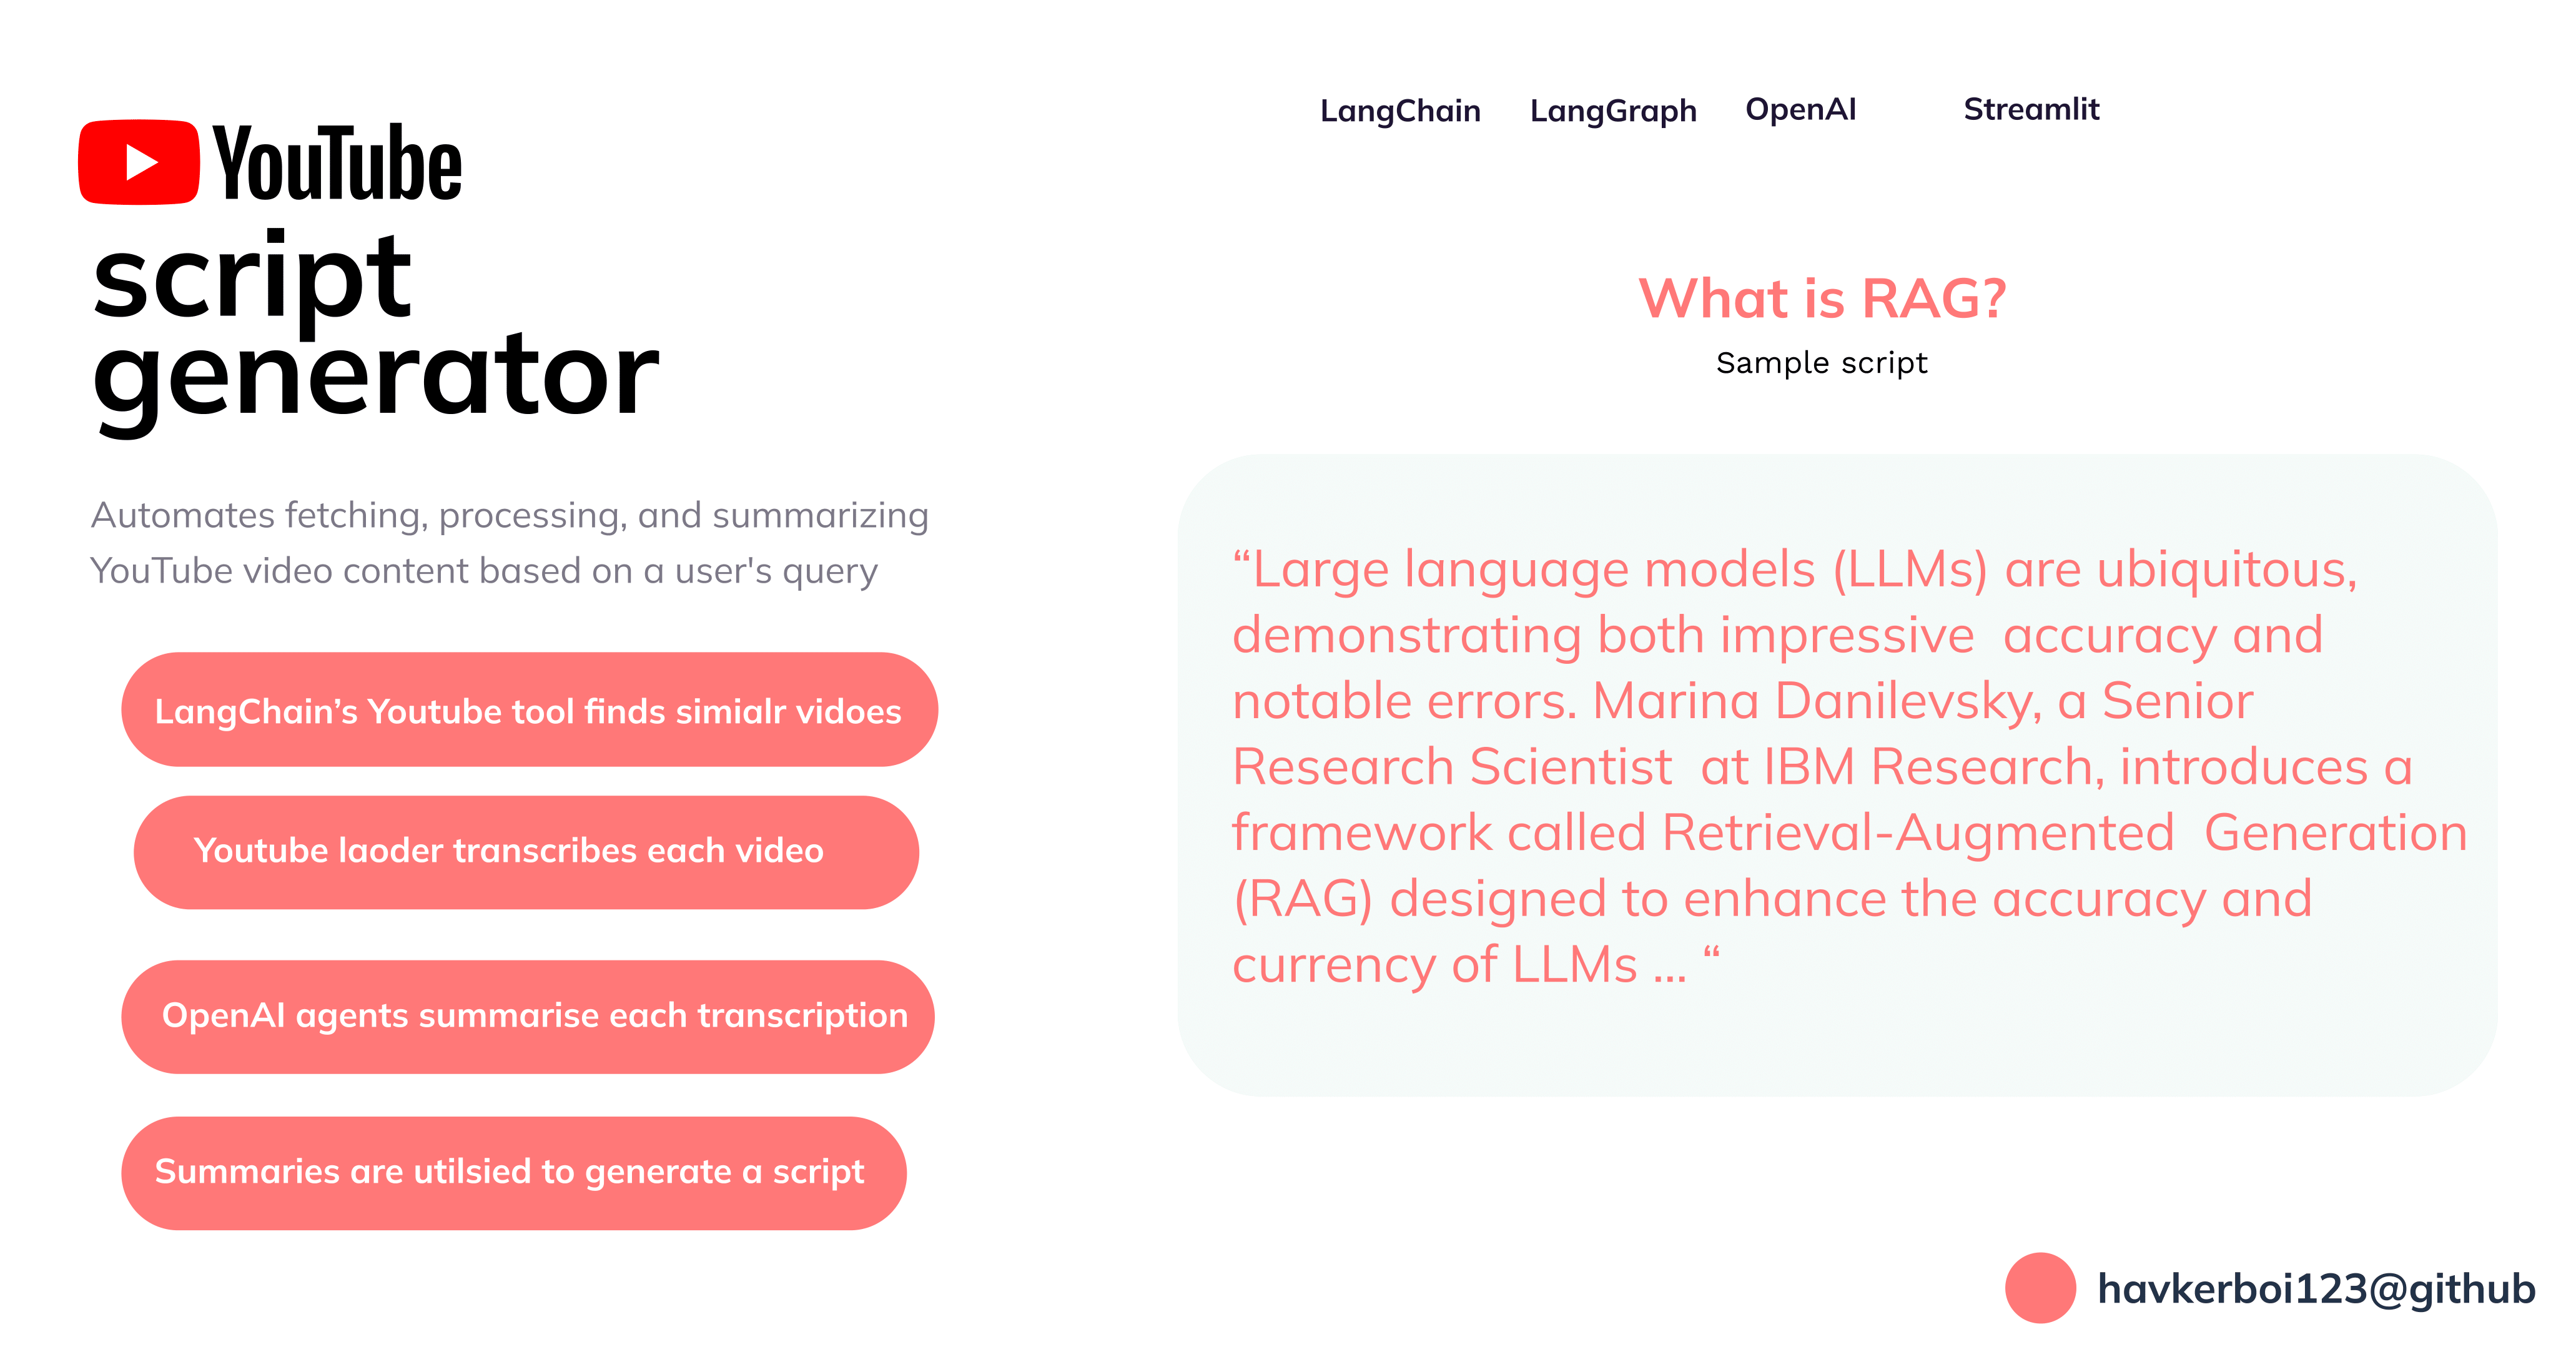 YouTube
script
generator
Automates fetching, processing, and summarizing
YouTube video content based on a user's query
LangChain’s Youtube tool finds simialr vidoes
Youtube laoder transcribes each video
OpenAI agents summarise each transcription
Summaries are utilsied to generate a script
LangChain LangGraph OpenAI Streamlit
What is RAG?
Sample script
“Large language models (LLMs) are ubiquitous,
demonstrating both impressive  accuracy and
notable errors. Marina Danilevsky, a Senior
Research Scientist  at IBM Research, introduces a
framework called Retrieval-Augmented  Generation
(RAG) designed to enhance the accuracy and
currency of LLMs ... “
havkerboi123@github